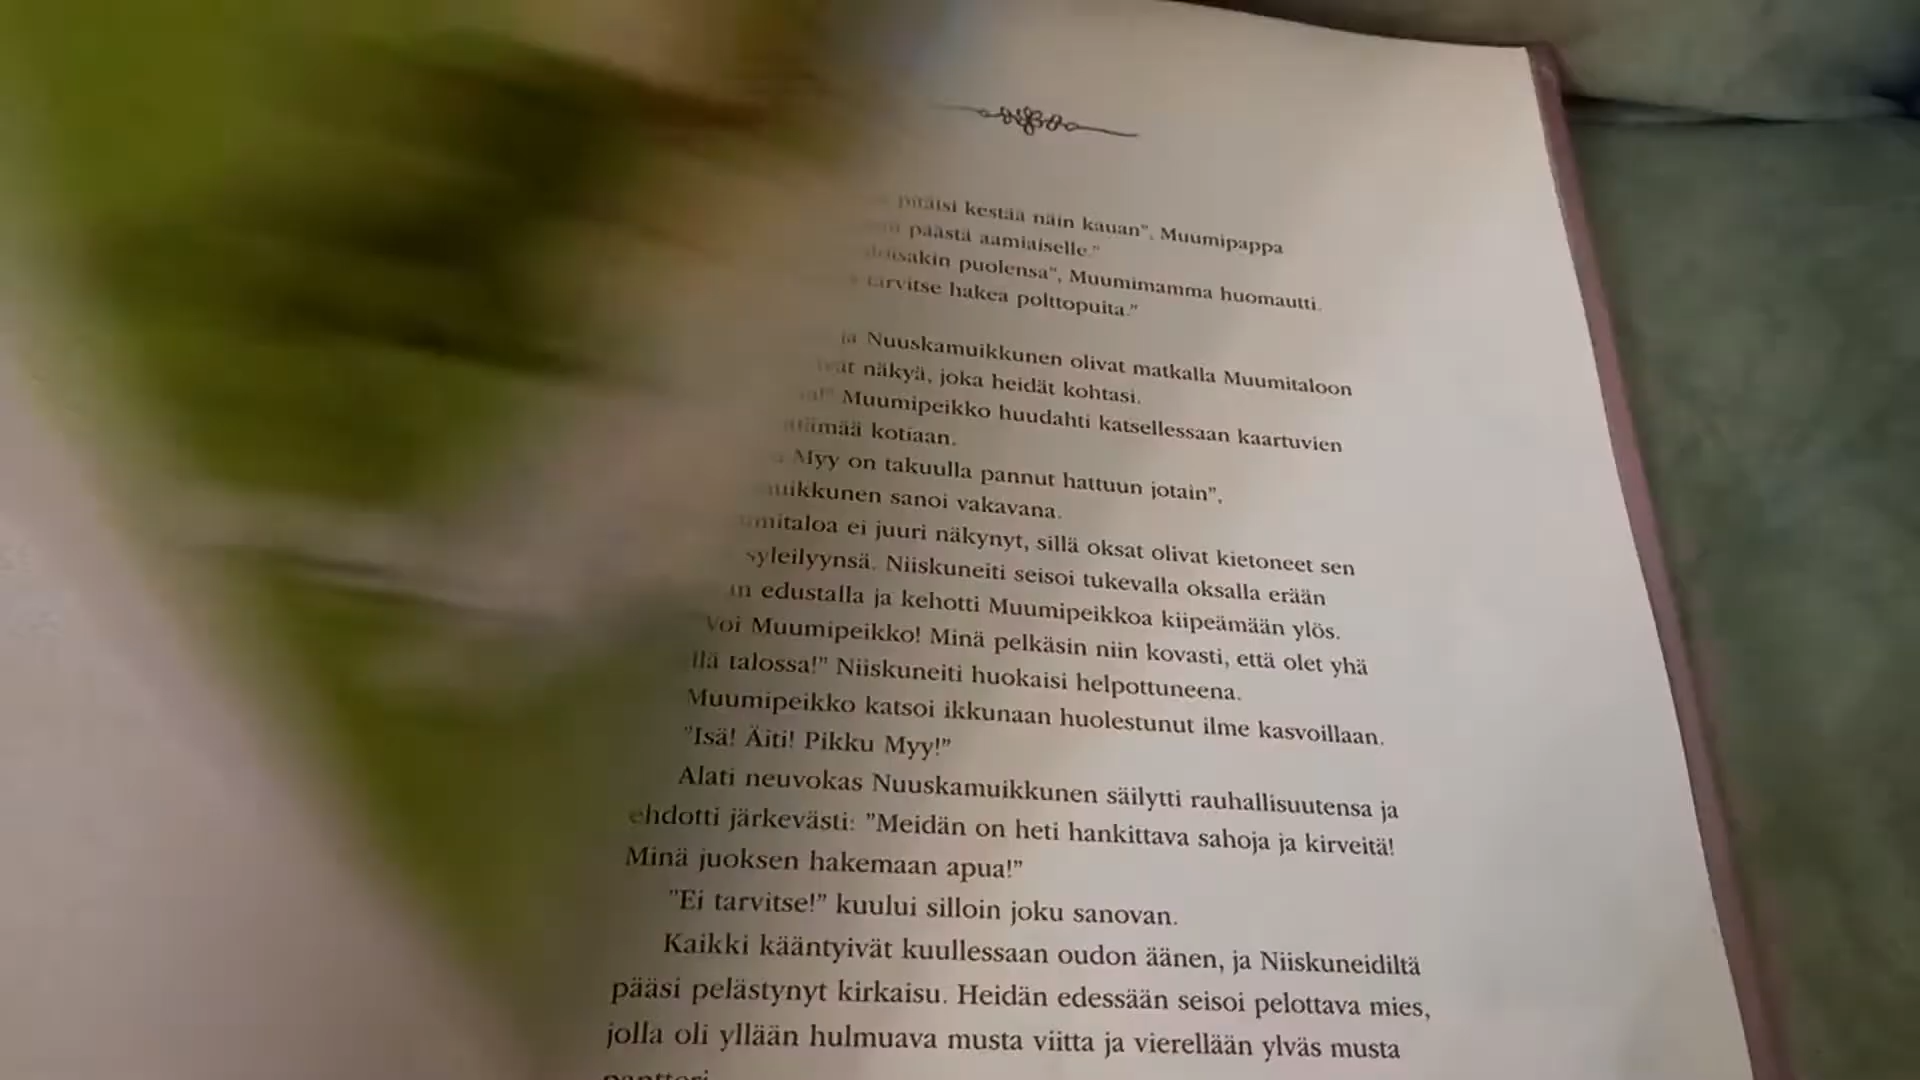 pitäisi kestää näin kauan", Muumipappa
päästä aamiaiselle."
puolensa", Muumimamma huomautti.
tarvitse hakea polttopuita."
ja Nuuskamuikkunen olivat matkalla Muumitaloon
näkyä, joka heidät kohtasi.
Muumipeikko huudahti katsellessaan kaartuvien
kotiaan.
Myy on takuulla pannut hattuun jotain",
sanoi vakavana.
ei juuri näkynyt, sillä oksat olivat kietoneet sen
syleilyynsä. Niiskuneiti seisoi tukevalla oksalla erään
edustalla ja kehotti Muumipeikkoa kiipeämään ylös.
Voi Muumipeikko! Minä pelkäsin niin kovasti, että olet yhä
talossa!" Niiskuneiti huokaisi helpottuneena.
Muumipeikko katsoi ikkunaan huolestunut ilme kasvoillaan.
"Isä! Äiti! Pikku Myy!"
Alati neuvokas Nuuskamuikkunen säilytti rauhallisuutensa ja
ehdotti järkevästi: "Meidän on heti hankittava sahoja ja kirveitä!
Minä juoksen hakemaan apua!"
"Ei tarvitse!" kuului silloin joku sanovan.
Kaikki kääntyivät kuullessaan oudon äänen, ja Niiskuneidiltä
pääsi pelästynyt kirkaisu. Heidän edessään seisoi pelottava mies,
jolla oli yllään hulmuava musta viitta ja vierellään ylväs musta